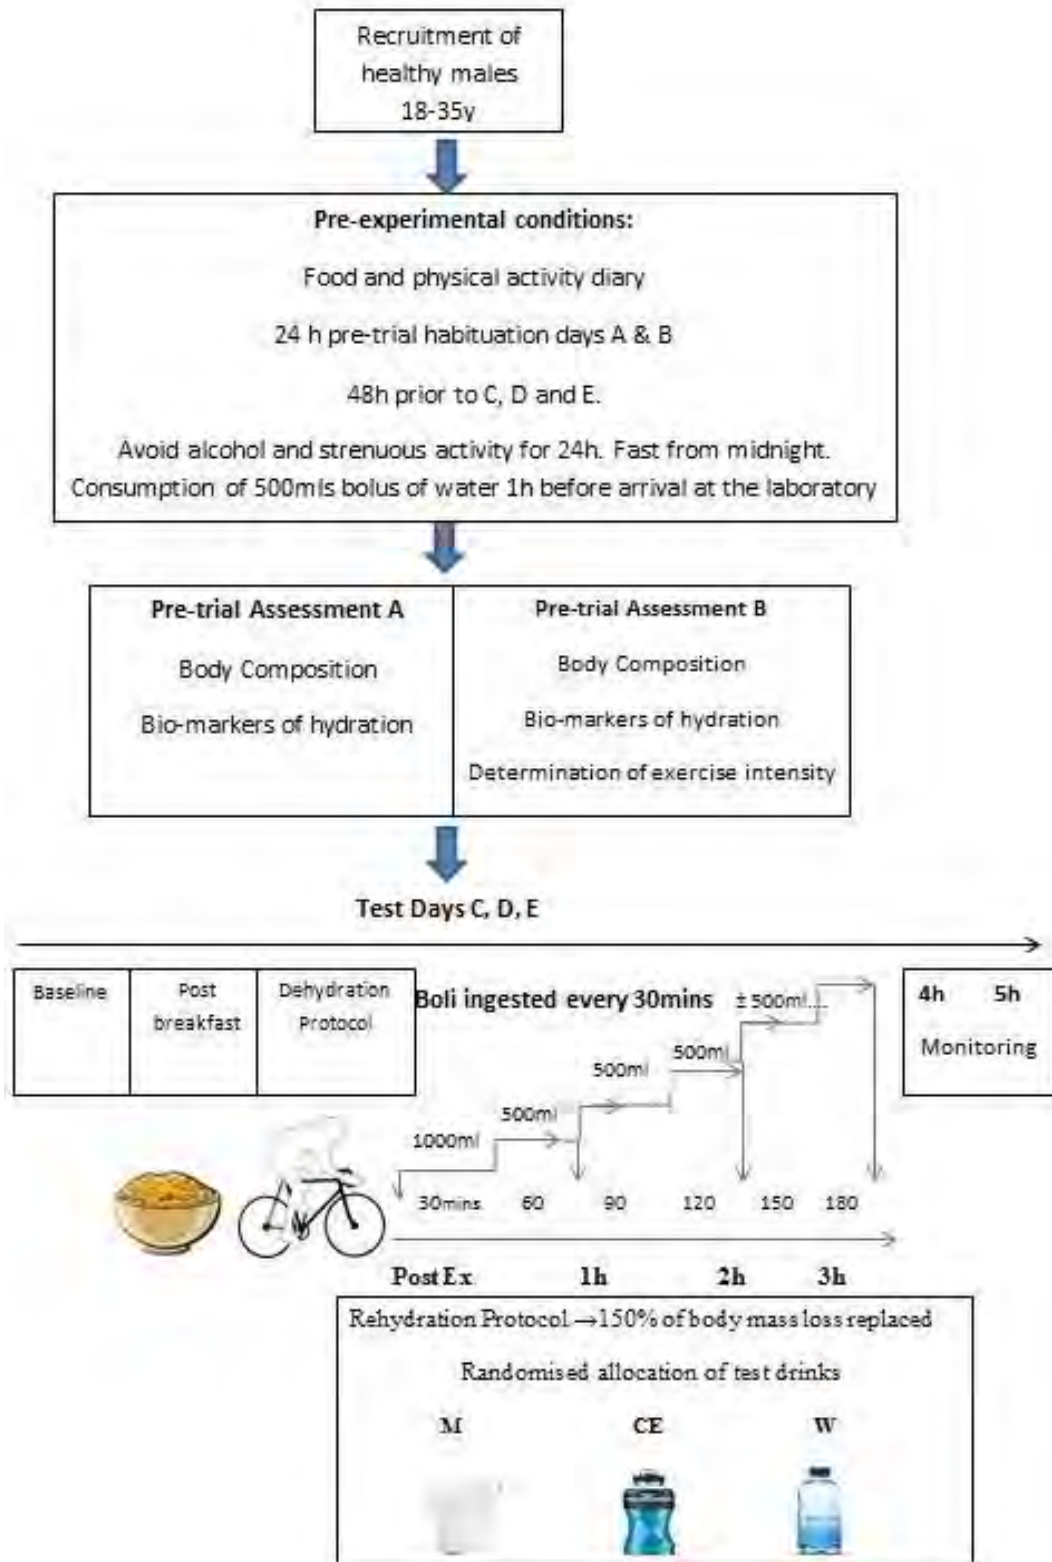 Recruitment of
healthy males
18-35y
Pre-experimental conditions:
Food and physical activity diary
24 h pre-trial habituation days A & B
48h prior to C, D and E.
Avoid alcohol and strenuous activity for 24h. Fast from midnight.
Consumption of 500mls bolus of water 1h before arrival at the laboratory
Pre-trial Assessment A
Body Composition
Bio-markers of hydration
Pre-trial Assessment B
Body Composition
Bio-markers of hydration
Determination of exercise intensity
Test Days C, D, E
Baseline
Post
breakfast
Dehydration
Protocol
Boli ingested every 30mins
± 500ml...
500ml
500ml
500ml
1000ml
4h 5h
Monitoring
30mins 60 90 120 150 180
Post Ex 1h 2h 3h
Rehydration Protocol →150% of body mass loss replaced
Randomised allocation of test drinks
M CE W